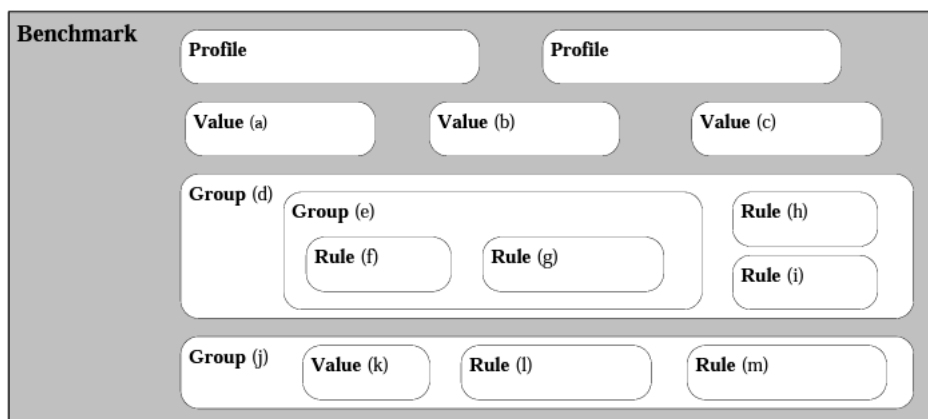 Benchmark
Profile
Profile
Value (a)
Value (b)
Value (c)
Group (d)
Group (e)
Rule (f)
Rule (g)
Rule (h)
Rule (i)
Group (j)
Value (k)
Rule (l)
Rule (m)